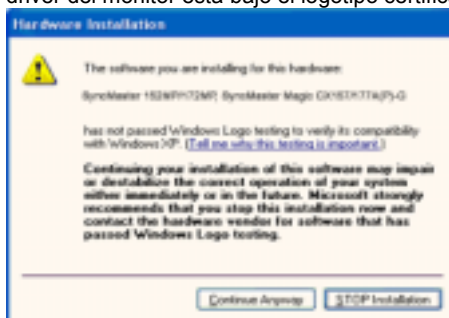 driver del monitor está bajo el logotipo certific
Hardware Installation
The software you are installing for this hardware:
SyncMaster 152MP/172MP, SyncMaster Magic
has not passed Windows Logo testing to verify its compatibility
with Windows XP. (Tell me why this testing is important.)
Continuing your installation of this software may impair
or destabilize the correct operation of your system
either immediately or in the future. Microsoft strongly
recommends that you stop this installation now and
contact the hardware vendor for software that has
passed Windows Logo testing.
Continue Anyway
STOP Installation